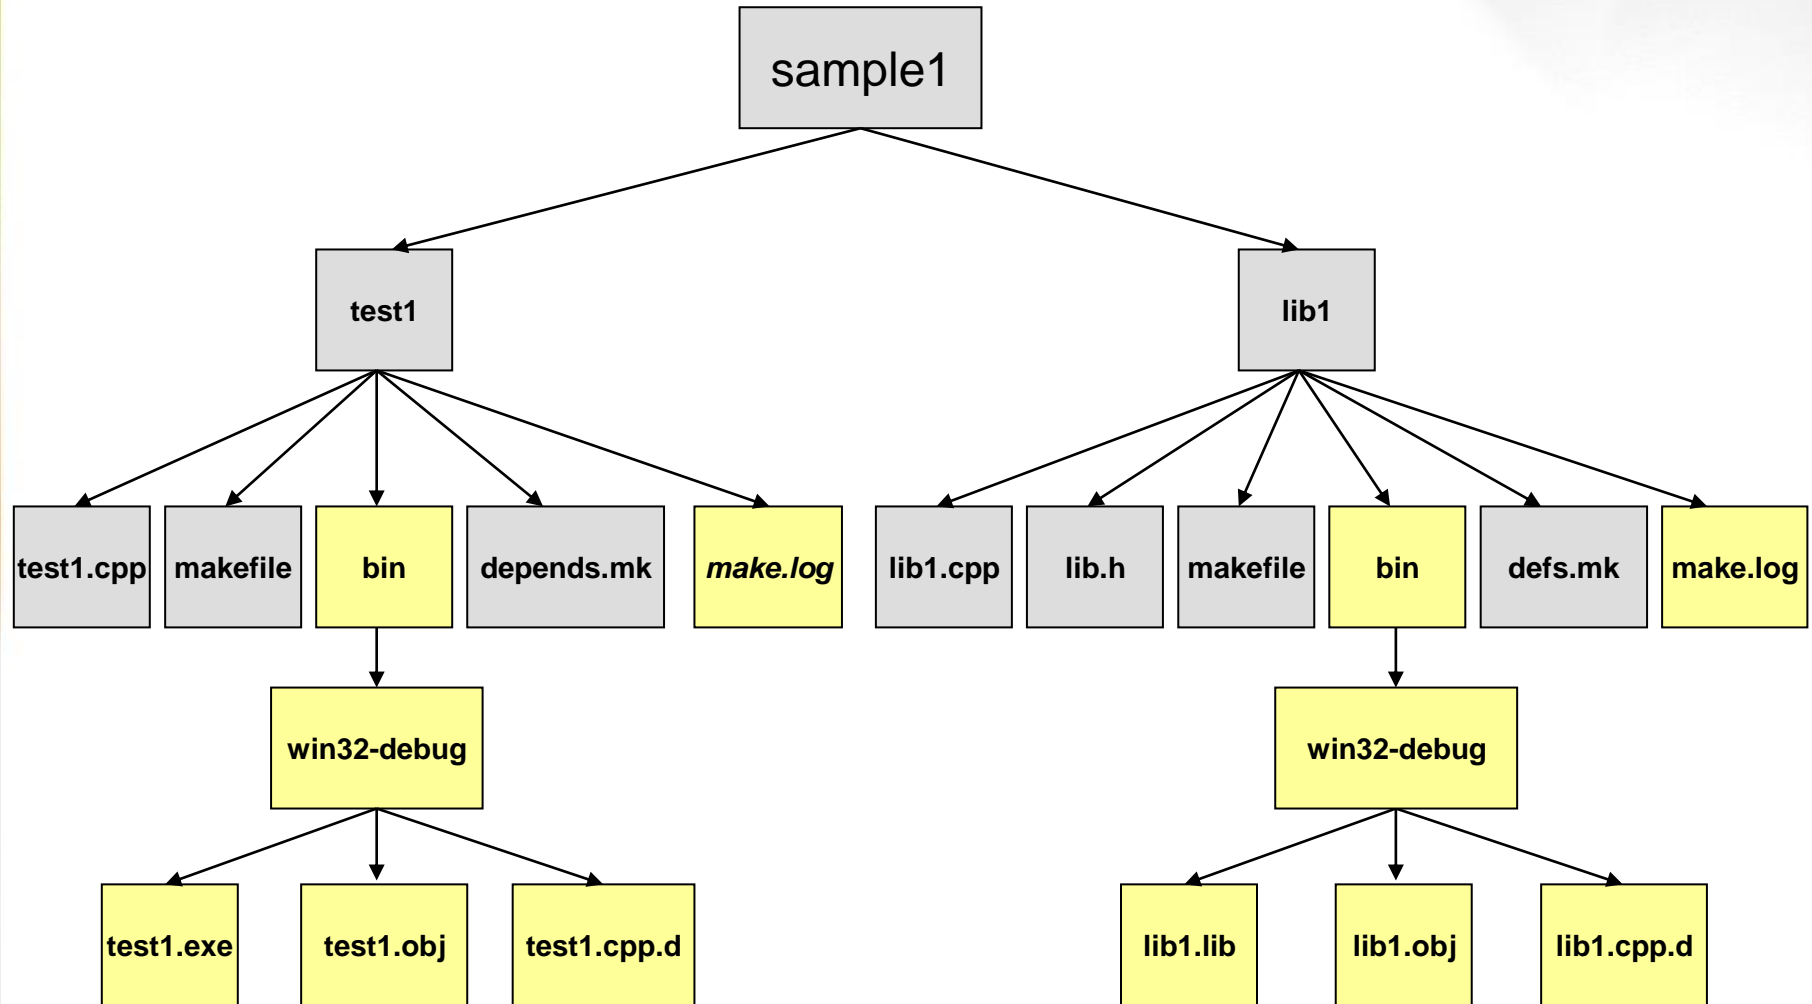 sample1
test1
lib1
test1.cpp
makefile
bin
depends.mk
make.log
lib1.cpp
lib.h
makefile
bin
defs.mk
make.log
win32-debug
win32-debug
test1.exe
test1.obj
test1.cpp.d
lib1.lib
lib1.obj
lib1.cpp.d